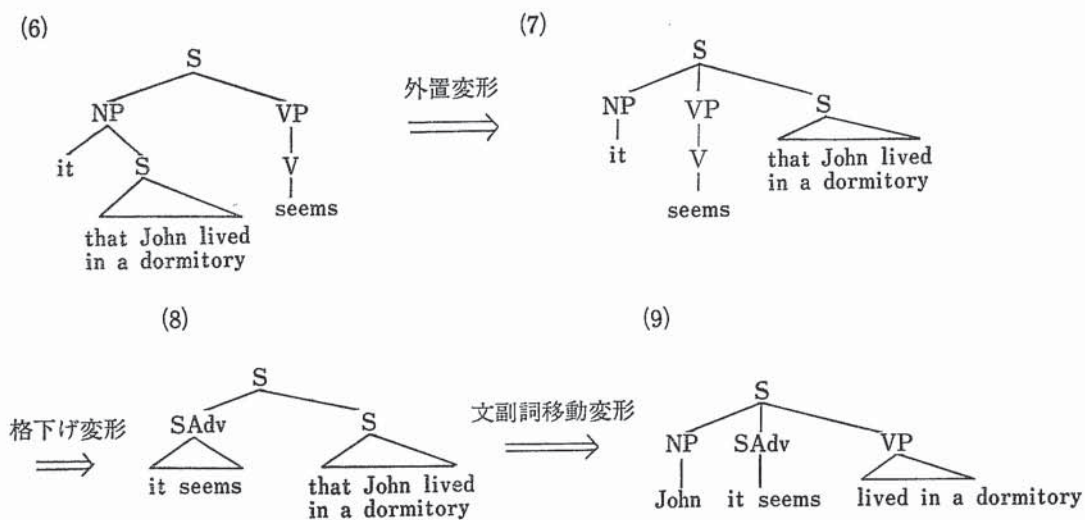 (6)
S
NP VP
it S V
seems
that John lived
in a dormitory
外置変形
(7)
S
NP VP S
it V that John lived
in a dormitory
seems
格下げ変形
(8)
S
SAdv S
it seems that John lived
in a dormitory
文副詞移動変形
(9)
S
NP SAdv VP
John it seems lived in a dormitory